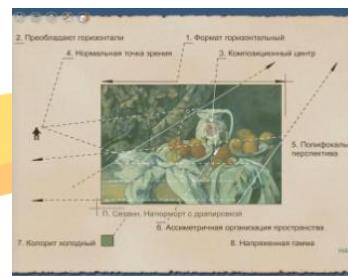 2. Преобладают горизонтали
1. Формат горизонтальный
4. Нормальная точка зрения
3. Композиционный центр
5. Полифокальная
перспектива
П. Сезанн. Натюрморт с драпировкой
6. Ассиметричная организация пространства
7. Колорит холодный
8. Напряженная гамма